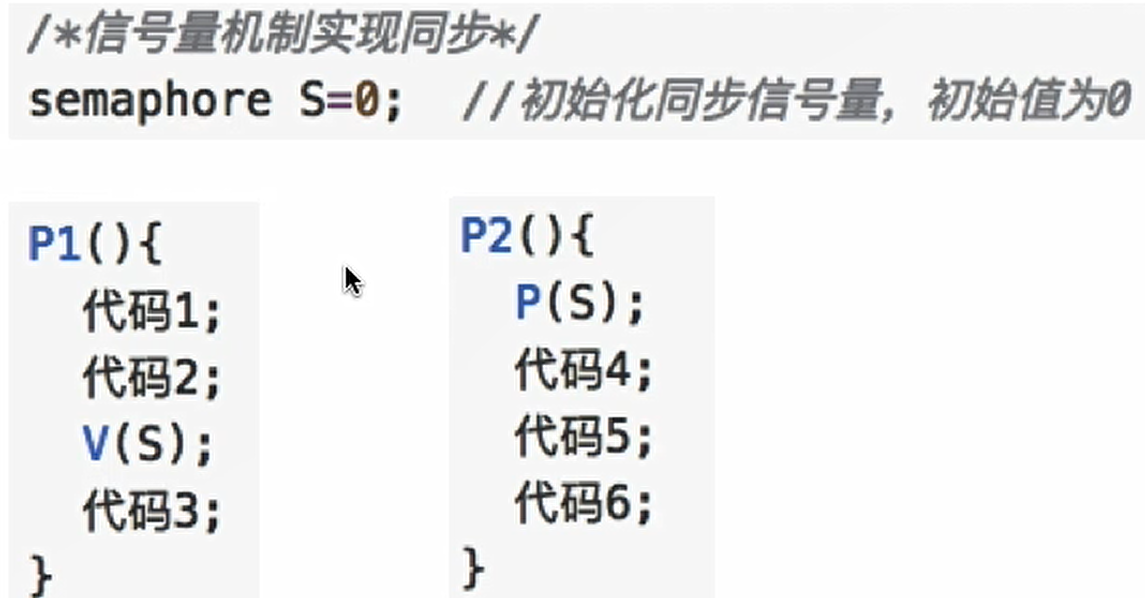 /*信号量机制实现同步*/
semaphore S=0;  //初始化同步信号量，初始值为0
P1(){
代码1;
代码2;
V(S);
代码3;
}
P2(){
P(S);
代码4;
代码5;
代码6;
}